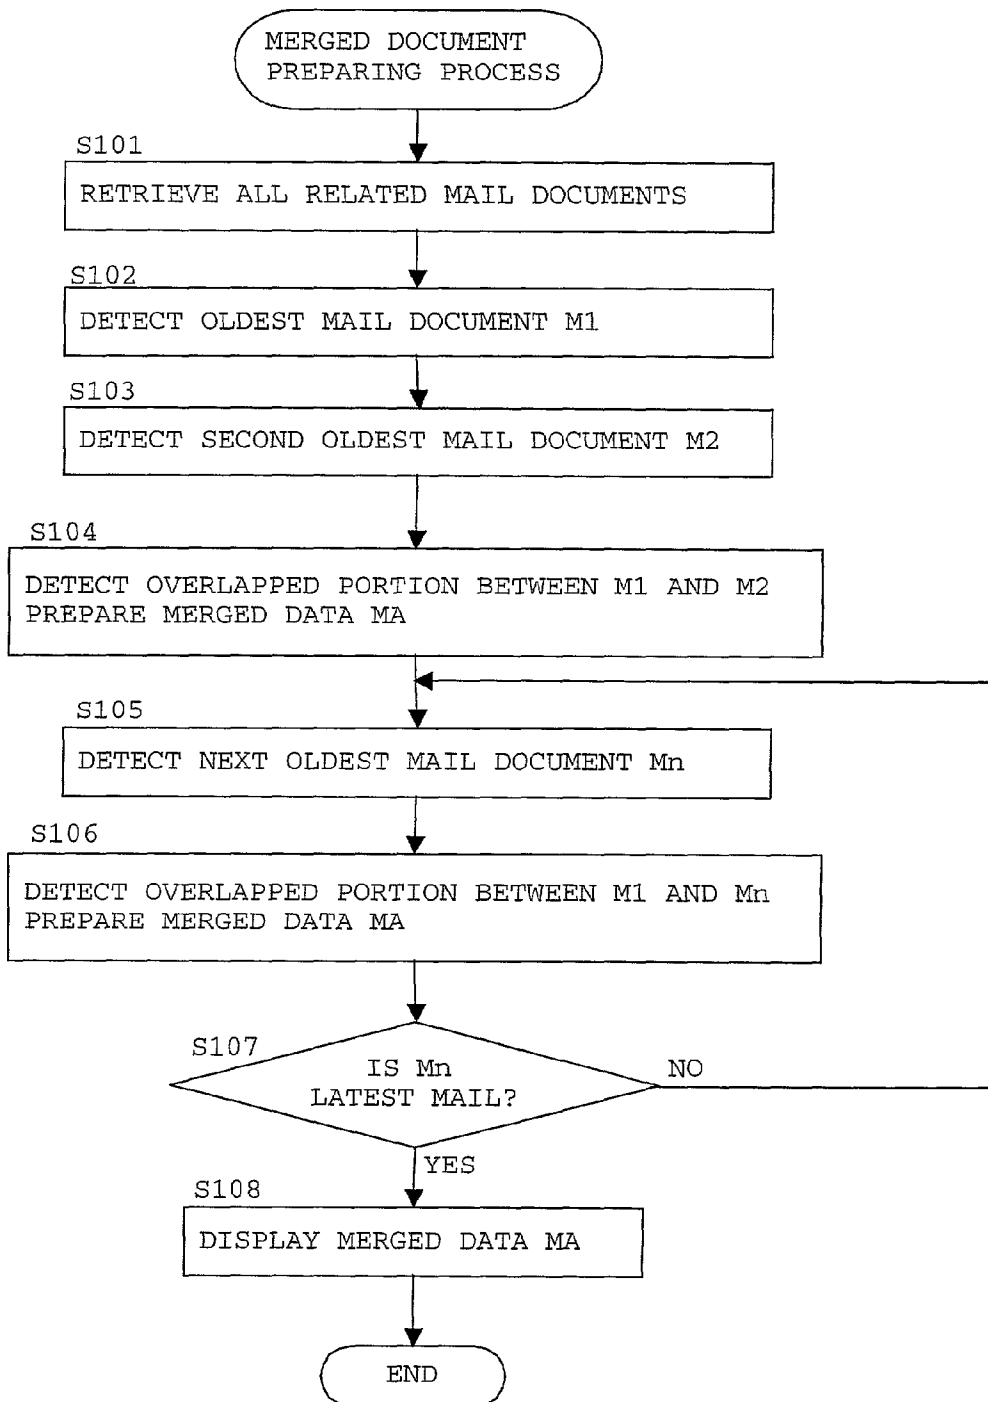 MERGED DOCUMENT
PREPARING PROCESS
S101
RETRIEVE ALL RELATED MAIL DOCUMENTS
S102
DETECT OLDEST MAIL DOCUMENT M1
S103
DETECT SECOND OLDEST MAIL DOCUMENT M2
S104
DETECT OVERLAPPED PORTION BETWEEN M1 AND M2
PREPARE MERGED DATA MA
S105
DETECT NEXT OLDEST MAIL DOCUMENT Mn
S106
DETECT OVERLAPPED PORTION BETWEEN M1 AND Mn
PREPARE MERGED DATA MA
S107
IS Mn
LATEST MAIL?
NO
YES
S108
DISPLAY MERGED DATA MA
END